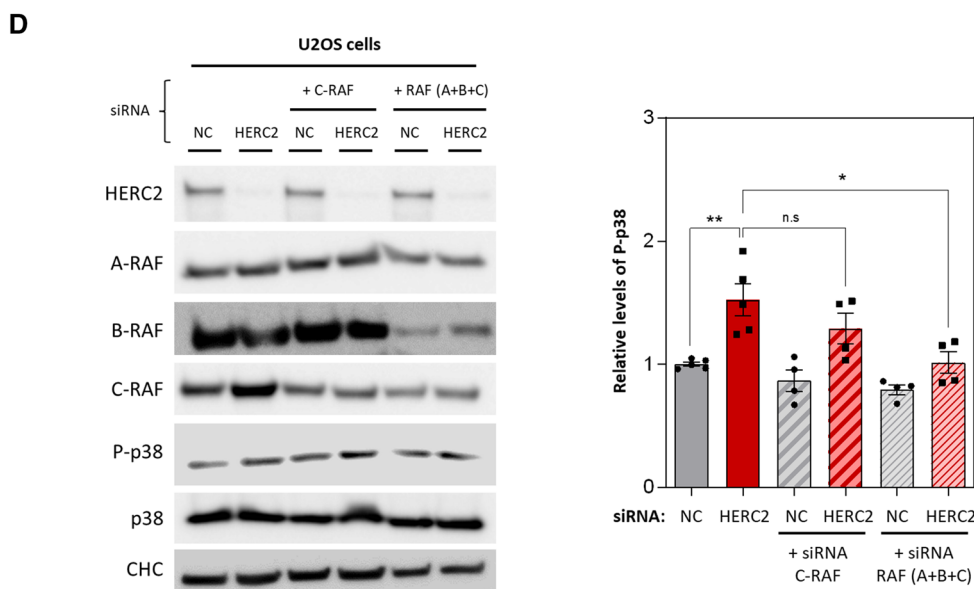 D
U2OS cells
siRNA
+ C-RAF
+ RAF (A+B+C)
NC HERC2 NC HERC2 NC HERC2
HERC2
A-RAF
B-RAF
C-RAF
P-p38
p38
CHC
Relative levels of P-p38
3
2
1
0
*
** n.s
siRNA: NC HERC2 NC HERC2 NC HERC2
+ siRNA
C-RAF
+ siRNA
RAF (A+B+C)